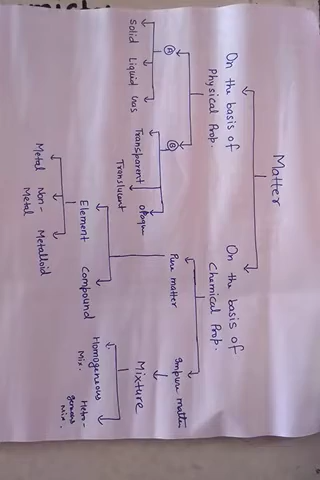 Matter
On the basis of
Physical Prop.
On the basis of
Chemical Prop.
A
B
Solid Liquid Gas
Transparent
Translucent
opaque
Pure matter
Impure matter
Element
Compound
Mixture
Metal Non-
Metal
Metalloid
Homogeneous
Mix.
Hetro-
geneous
Mix.